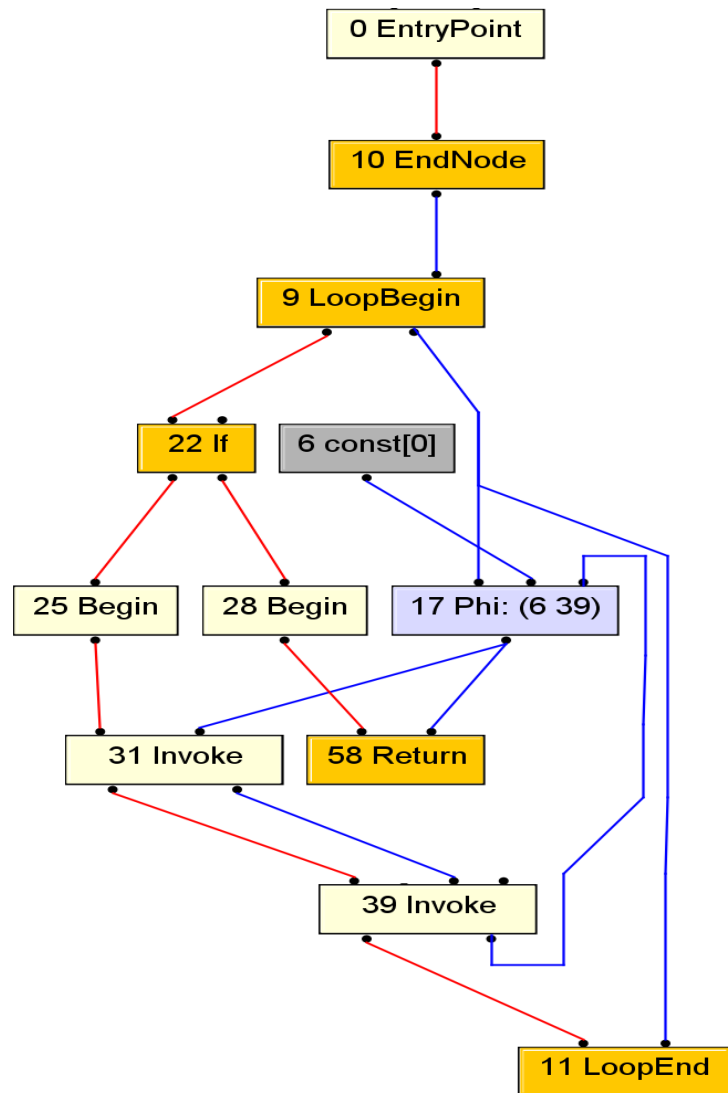 0 EntryPoint
10 EndNode
9 LoopBegin
22 If
6 const[0]
25 Begin
28 Begin
17 Phi: (6 39)
31 Invoke
58 Return
39 Invoke
11 LoopEnd